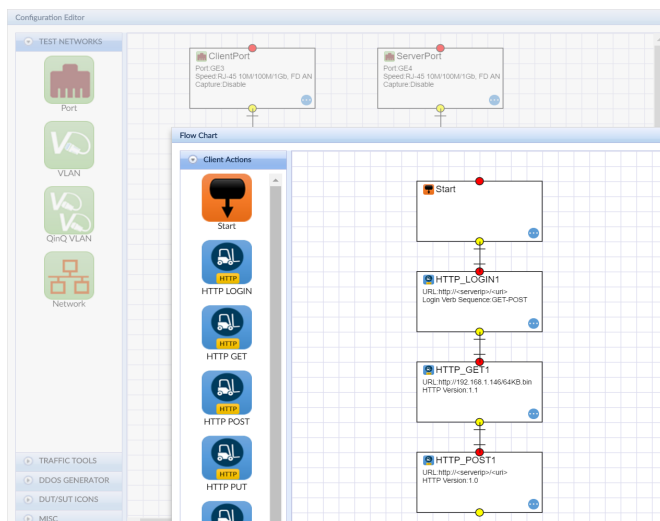 Configuration Editor
TEST NETWORKS
Port
VLAN
QinQ VLAN
Network
TRAFFIC TOOLS
DDOS GENERATOR
DUT/SUT ICONS
MISC
ClientPort
Port:GE3
Speed:RJ-45 10M/100M/1Gb, FD AN
Capture:Disable
ServerPort
Port:GE4
Speed:RJ-45 10M/100M/1Gb, FD AN
Capture:Disable
Flow Chart
Client Actions
Start
HTTP
HTTP LOGIN
HTTP
HTTP GET
HTTP
HTTP POST
HTTP
HTTP PUT
Start
HTTP_LOGIN1
URL:http://<serverip>/<uri>
Login Verb Sequence:GET-POST
HTTP_GET1
URL:http://192.168.1.146/64KB.bin
HTTP Version:1.1
HTTP_POST1
URL:http://<serverip>/<uri>
HTTP Version:1.0